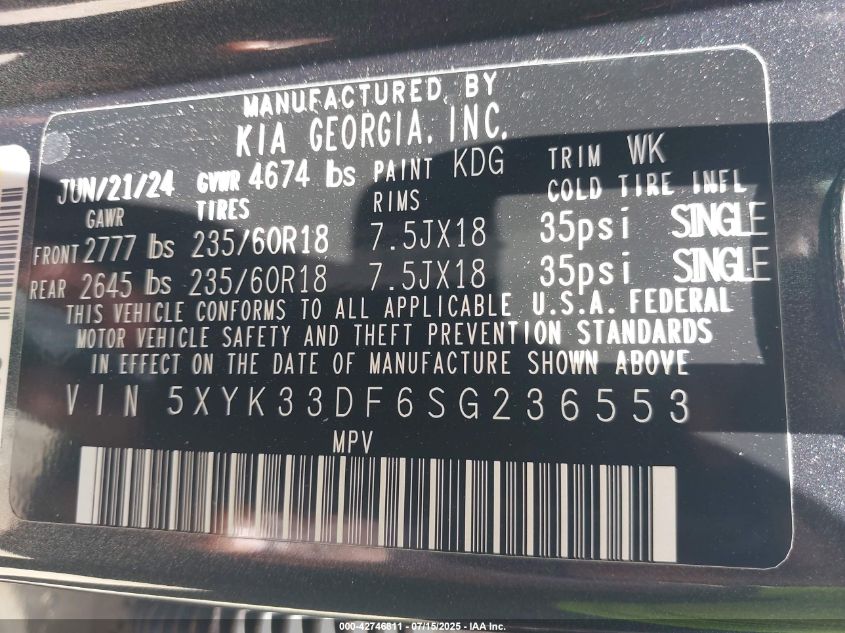 MANUFACTURED BY
KIA GEORGIA, INC.
JUN/21/24 GVWR 4674 lbs PAINT KDG TRIM WK
GAWR TIRES RIMS COLD TIRE INFL
FRONT 2777 lbs 235/60R18 7.5JX18 35psi SINGLE
REAR 2645 lbs 235/60R18 7.5JX18 35psi SINGLE
THIS VEHICLE CONFORMS TO ALL APPLICABLE U.S.A. FEDERAL
MOTOR VEHICLE SAFETY AND THEFT PREVENTION STANDARDS
IN EFFECT ON THE DATE OF MANUFACTURE SHOWN ABOVE
VIN 5XYK33DF6SG236553
MPV
000-42746811 - 07/15/2025 - IAA Inc.